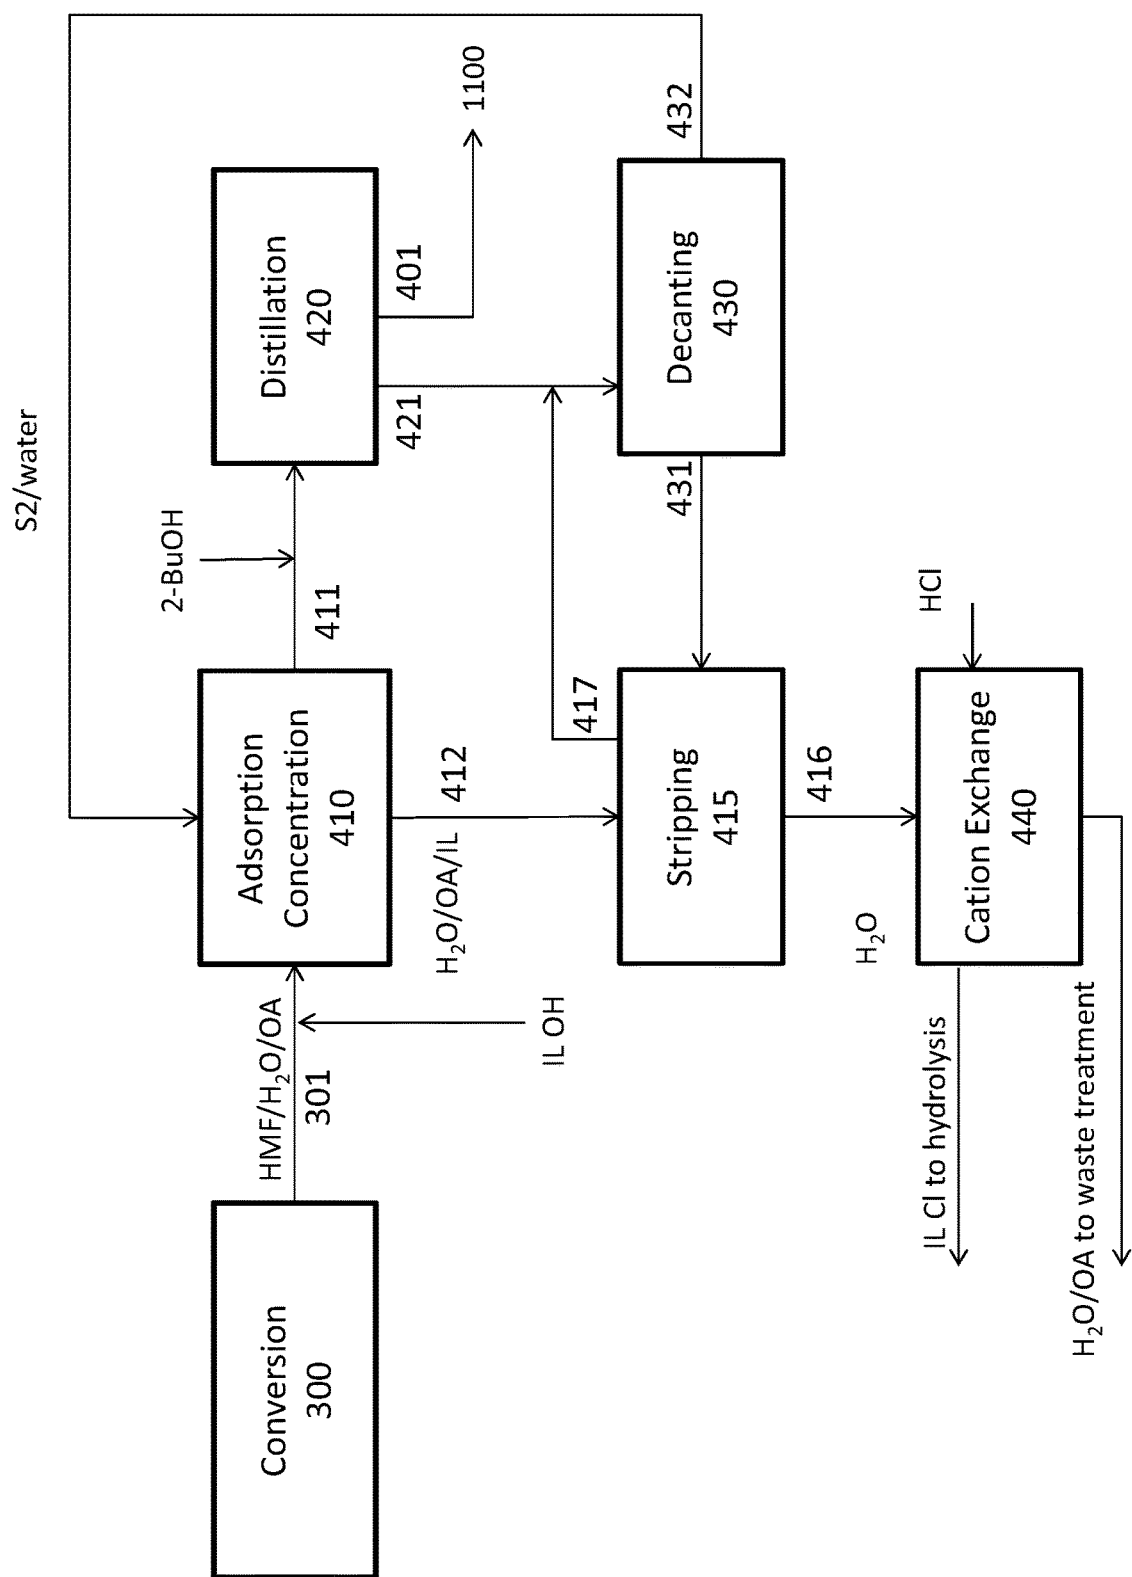 S2/water
Conversion
300
HMF/H₂O/OA
301
IL OH
Adsorption
Concentration
410
2-BuOH
411
Distillation
420
401
1100
421
H₂O/OA/IL
412
417
Stripping
415
431
Decanting
430
432
H₂O
416
HCl
Cation Exchange
440
IL Cl to hydrolysis
H₂O/OA to waste treatment